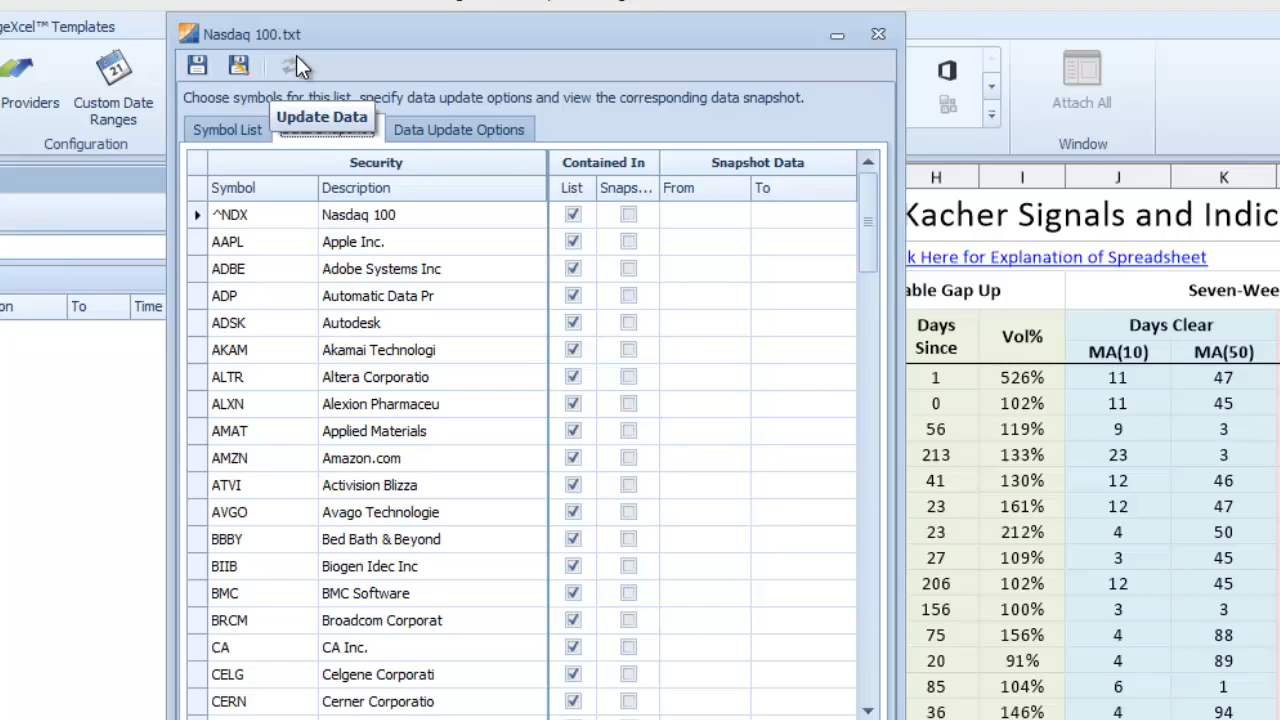 geXcel™ Templates
21
Providers
Custom Date
Ranges
Configuration
on
To
Time
Nasdaq 100.txt
Choose symbols for this list, specify data update options and view the corresponding data snapshot.
Update Data
Symbol List
Data Update Options
Security
Contained In
Snapshot Data
Symbol Description List Snaps... From To
^NDX Nasdaq 100
AAPL Apple Inc.
ADBE Adobe Systems Inc
ADP Automatic Data Pr
ADSK Autodesk
AKAM Akamai Technologi
ALTR Altera Corporatio
ALXN Alexion Pharmaceu
AMAT Applied Materials
AMZN Amazon.com
ATVI Activision Blizza
AVGO Avago Technologie
BBBY Bed Bath & Beyond
BIIB Biogen Idec Inc
BMC BMC Software
BRCM Broadcom Corporat
CA CA Inc.
CELG Celgene Corporati
CERN Cerner Corporatio
Attach All
Window
H I J K
Kacher Signals and Indic
k Here for Explanation of Spreadsheet
able Gap Up
Seven-Wee
Days
Since
Vol%
Days Clear
MA(10) MA(50)
1 526% 11 47
0 102% 11 45
56 119% 9 3
213 133% 23 3
41 130% 12 46
23 161% 12 47
23 212% 4 50
27 109% 3 45
206 102% 12 45
156 100% 3 3
75 156% 4 88
20 91% 4 89
85 104% 6 1
36 146% 4 94